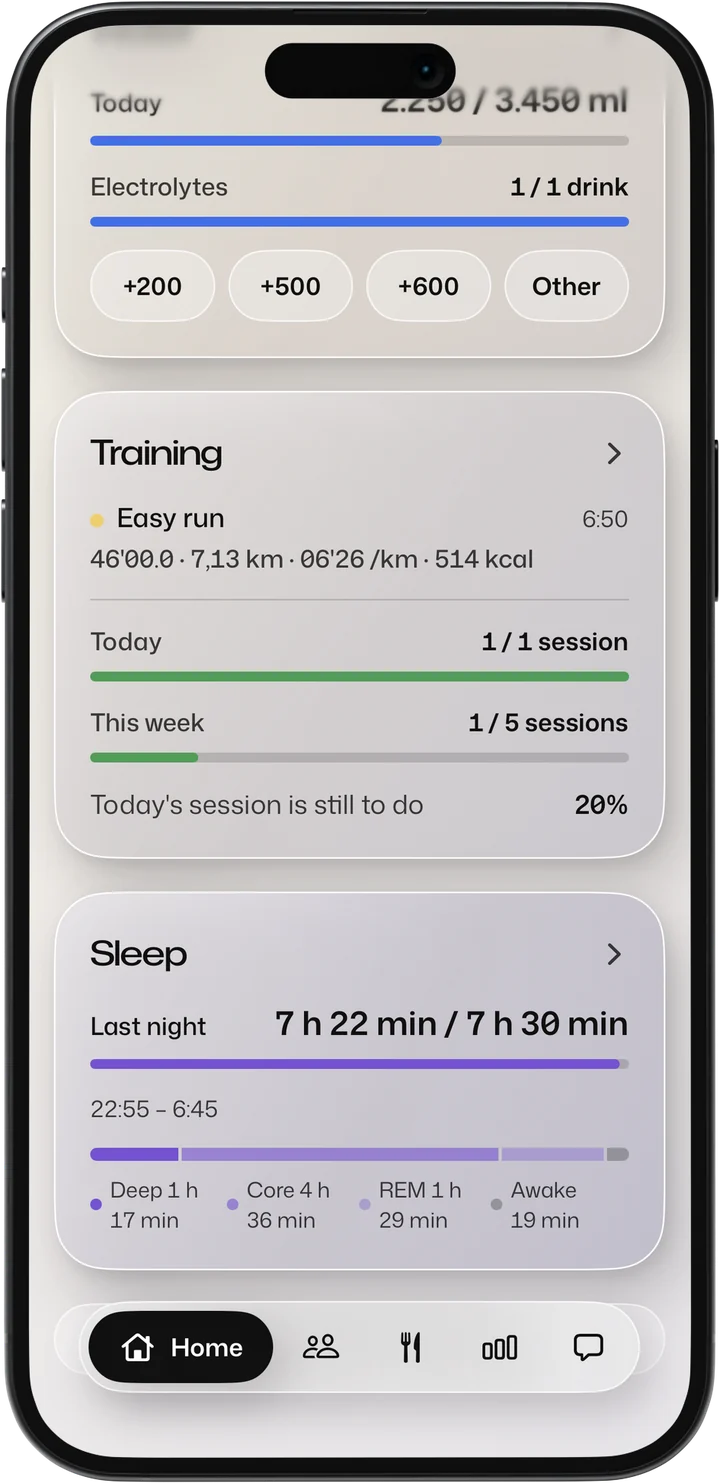 Today 2.250 / 3.450 ml
Electrolytes 1 / 1 drink
+200 +500 +600 Other
Training
Easy run 6:50
46'00.0 · 7,13 km · 06'26 /km · 514 kcal
Today 1 / 1 session
This week 1 / 5 sessions
Today's session is still to do 20%
Sleep
Last night 7 h 22 min / 7 h 30 min
22:55 – 6:45
Deep 1 h 17 min
Core 4 h 36 min
REM 1 h 29 min
Awake 19 min
Home